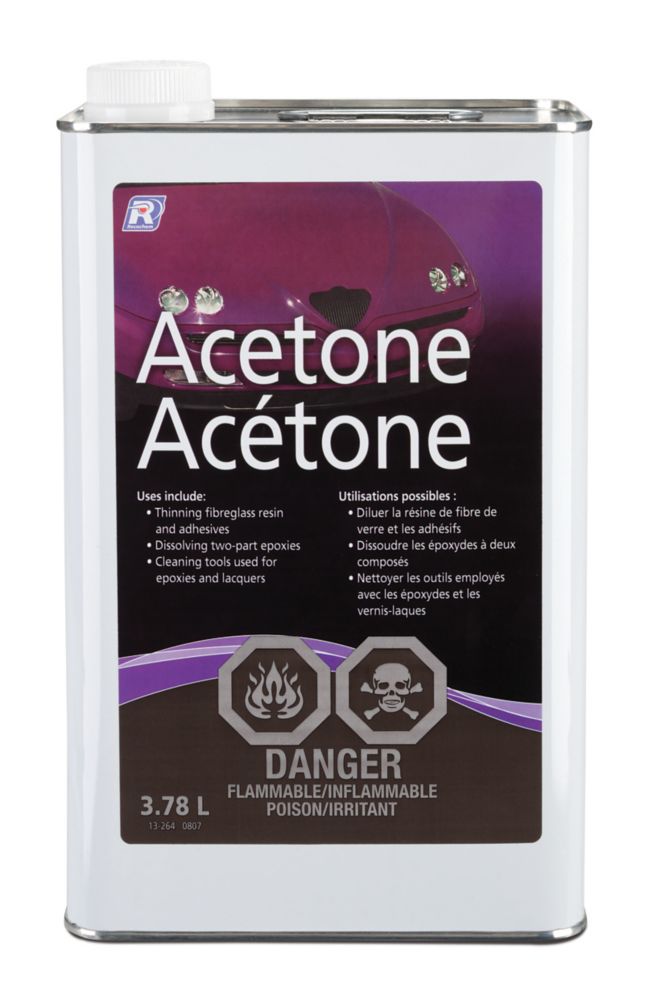 R
Recochem
Acetone
Acétone
Uses include:
• Thinning fibreglass resin
and adhesives
• Dissolving two-part epoxies
• Cleaning tools used for
epoxies and lacquers
Utilisations possibles :
• Diluer la résine de fibre de
verre et les adhésifs
• Dissoudre les époxydes à deux
composés
• Nettoyer les outils employés
avec les époxydes et les
vernis-laques
DANGER
FLAMMABLE/INFLAMMABLE
POISON/IRRITANT
3.78 L
13-264 0807